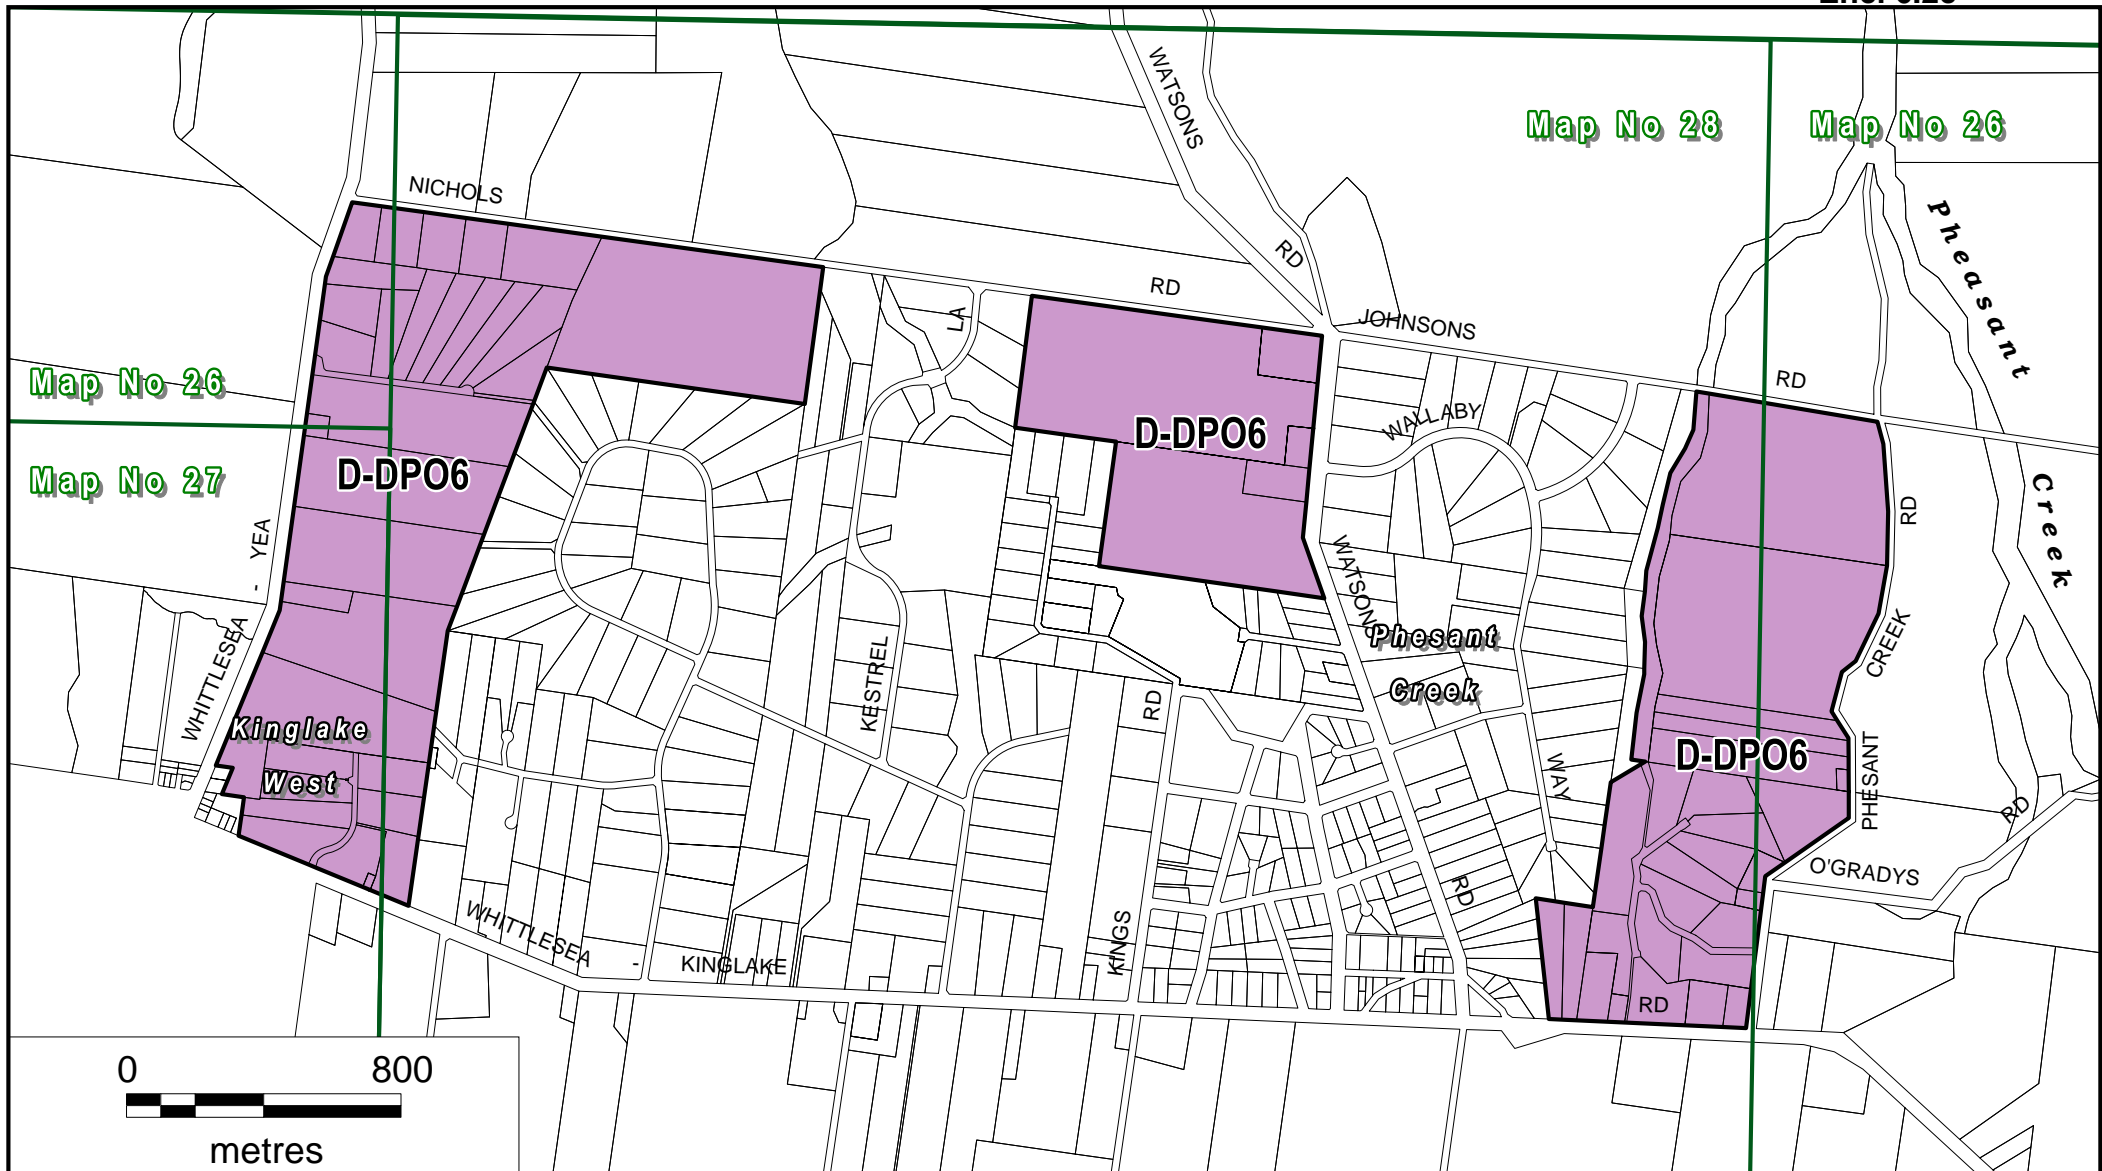 WATSONS
RD
Map No 28
Map No 26
NICHOLS
RD
Pheasant
Creek
LA
JOHNSONS
RD
Map No 26
Map No 27
D-DPO6
D-DPO6
WALLABY
WAY
YEA
-
WHITTLESEA
WATSONS
RD
Phesant
Creek
RD
CREEK
PHESANT
KESTREL
RD
KINGS
Kinglake
West
D-DPO6
RD
O'GRADYS
WHITTLESEA
-
KINGLAKE
RD
0 800
metres